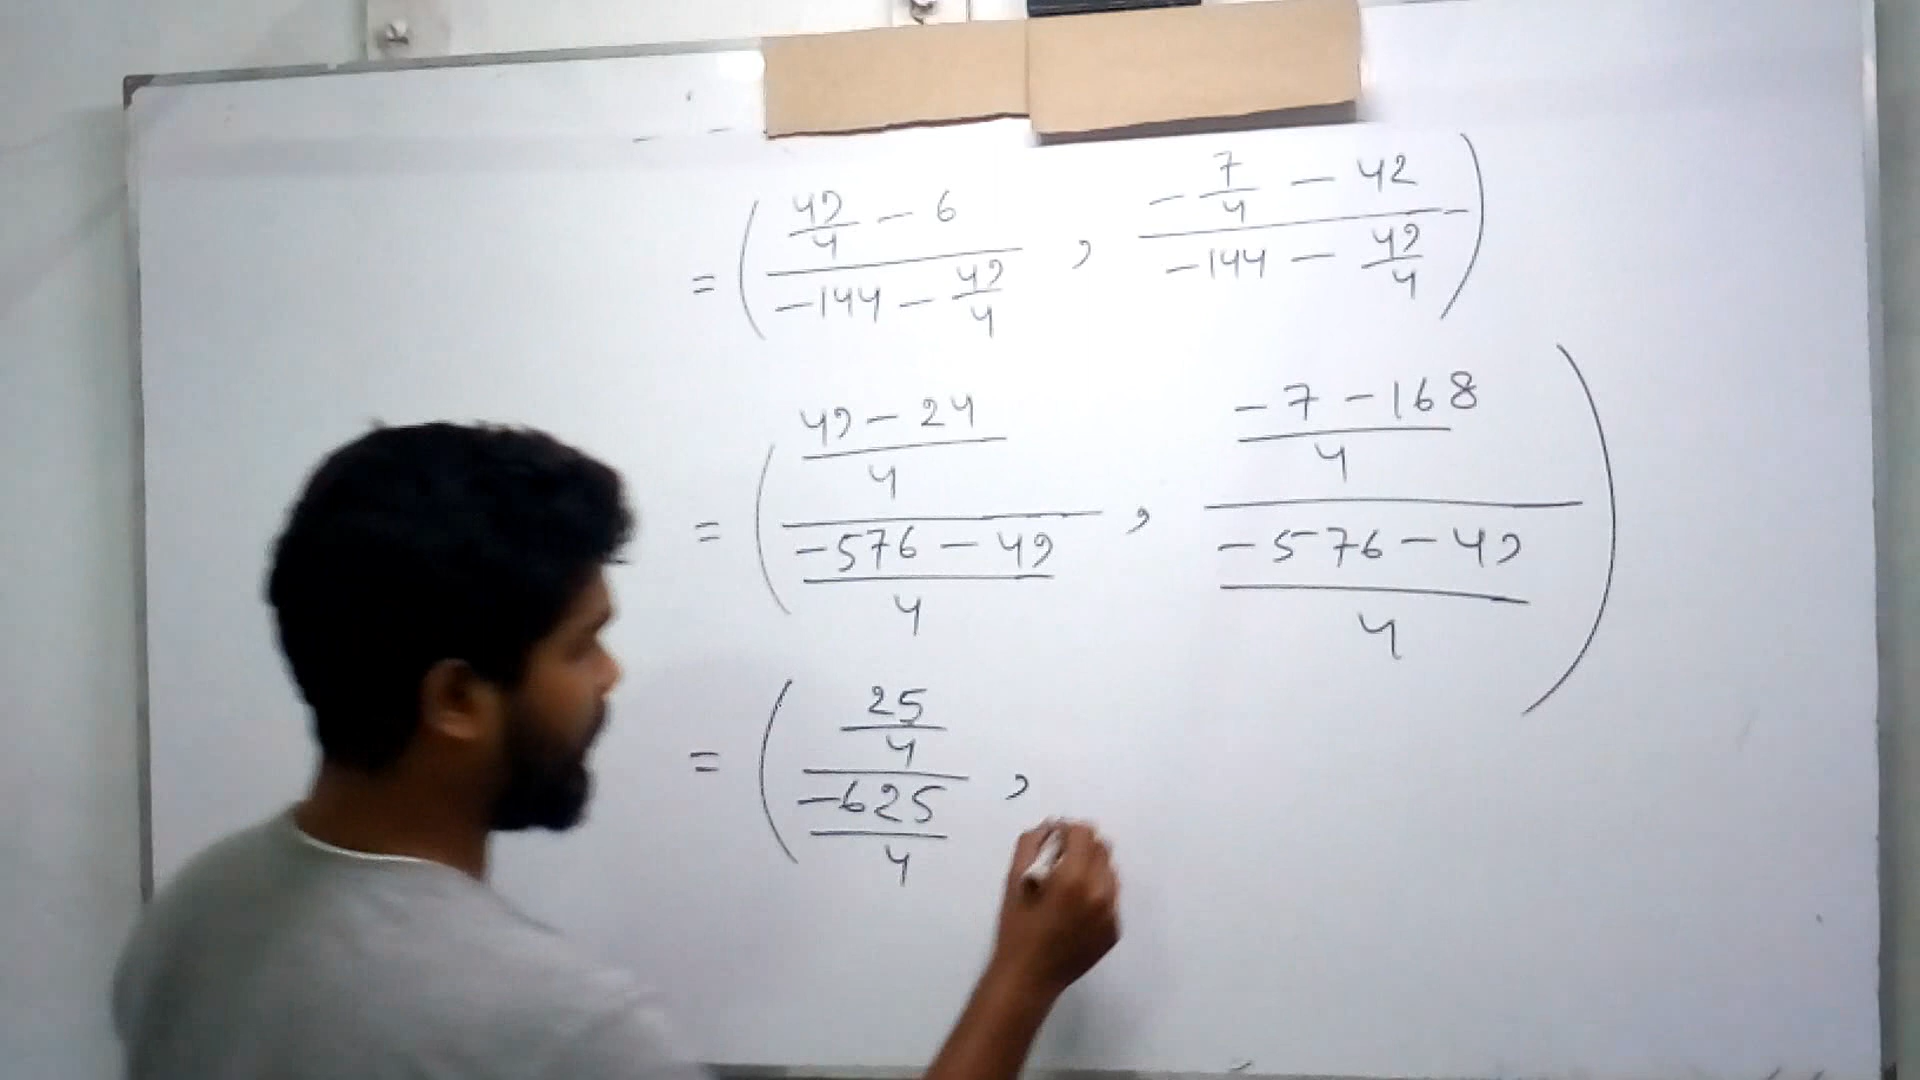 = ( (49/4 - 6) / (-144 - 49/4) , (-7/4 - 42) / (-144 - 49/4) )
= ( ((49 - 24)/4) / ((-576 - 49)/4) , ((-7 - 168)/4) / ((-576 - 49)/4) )
= ( (25/4) / (-625/4) ,